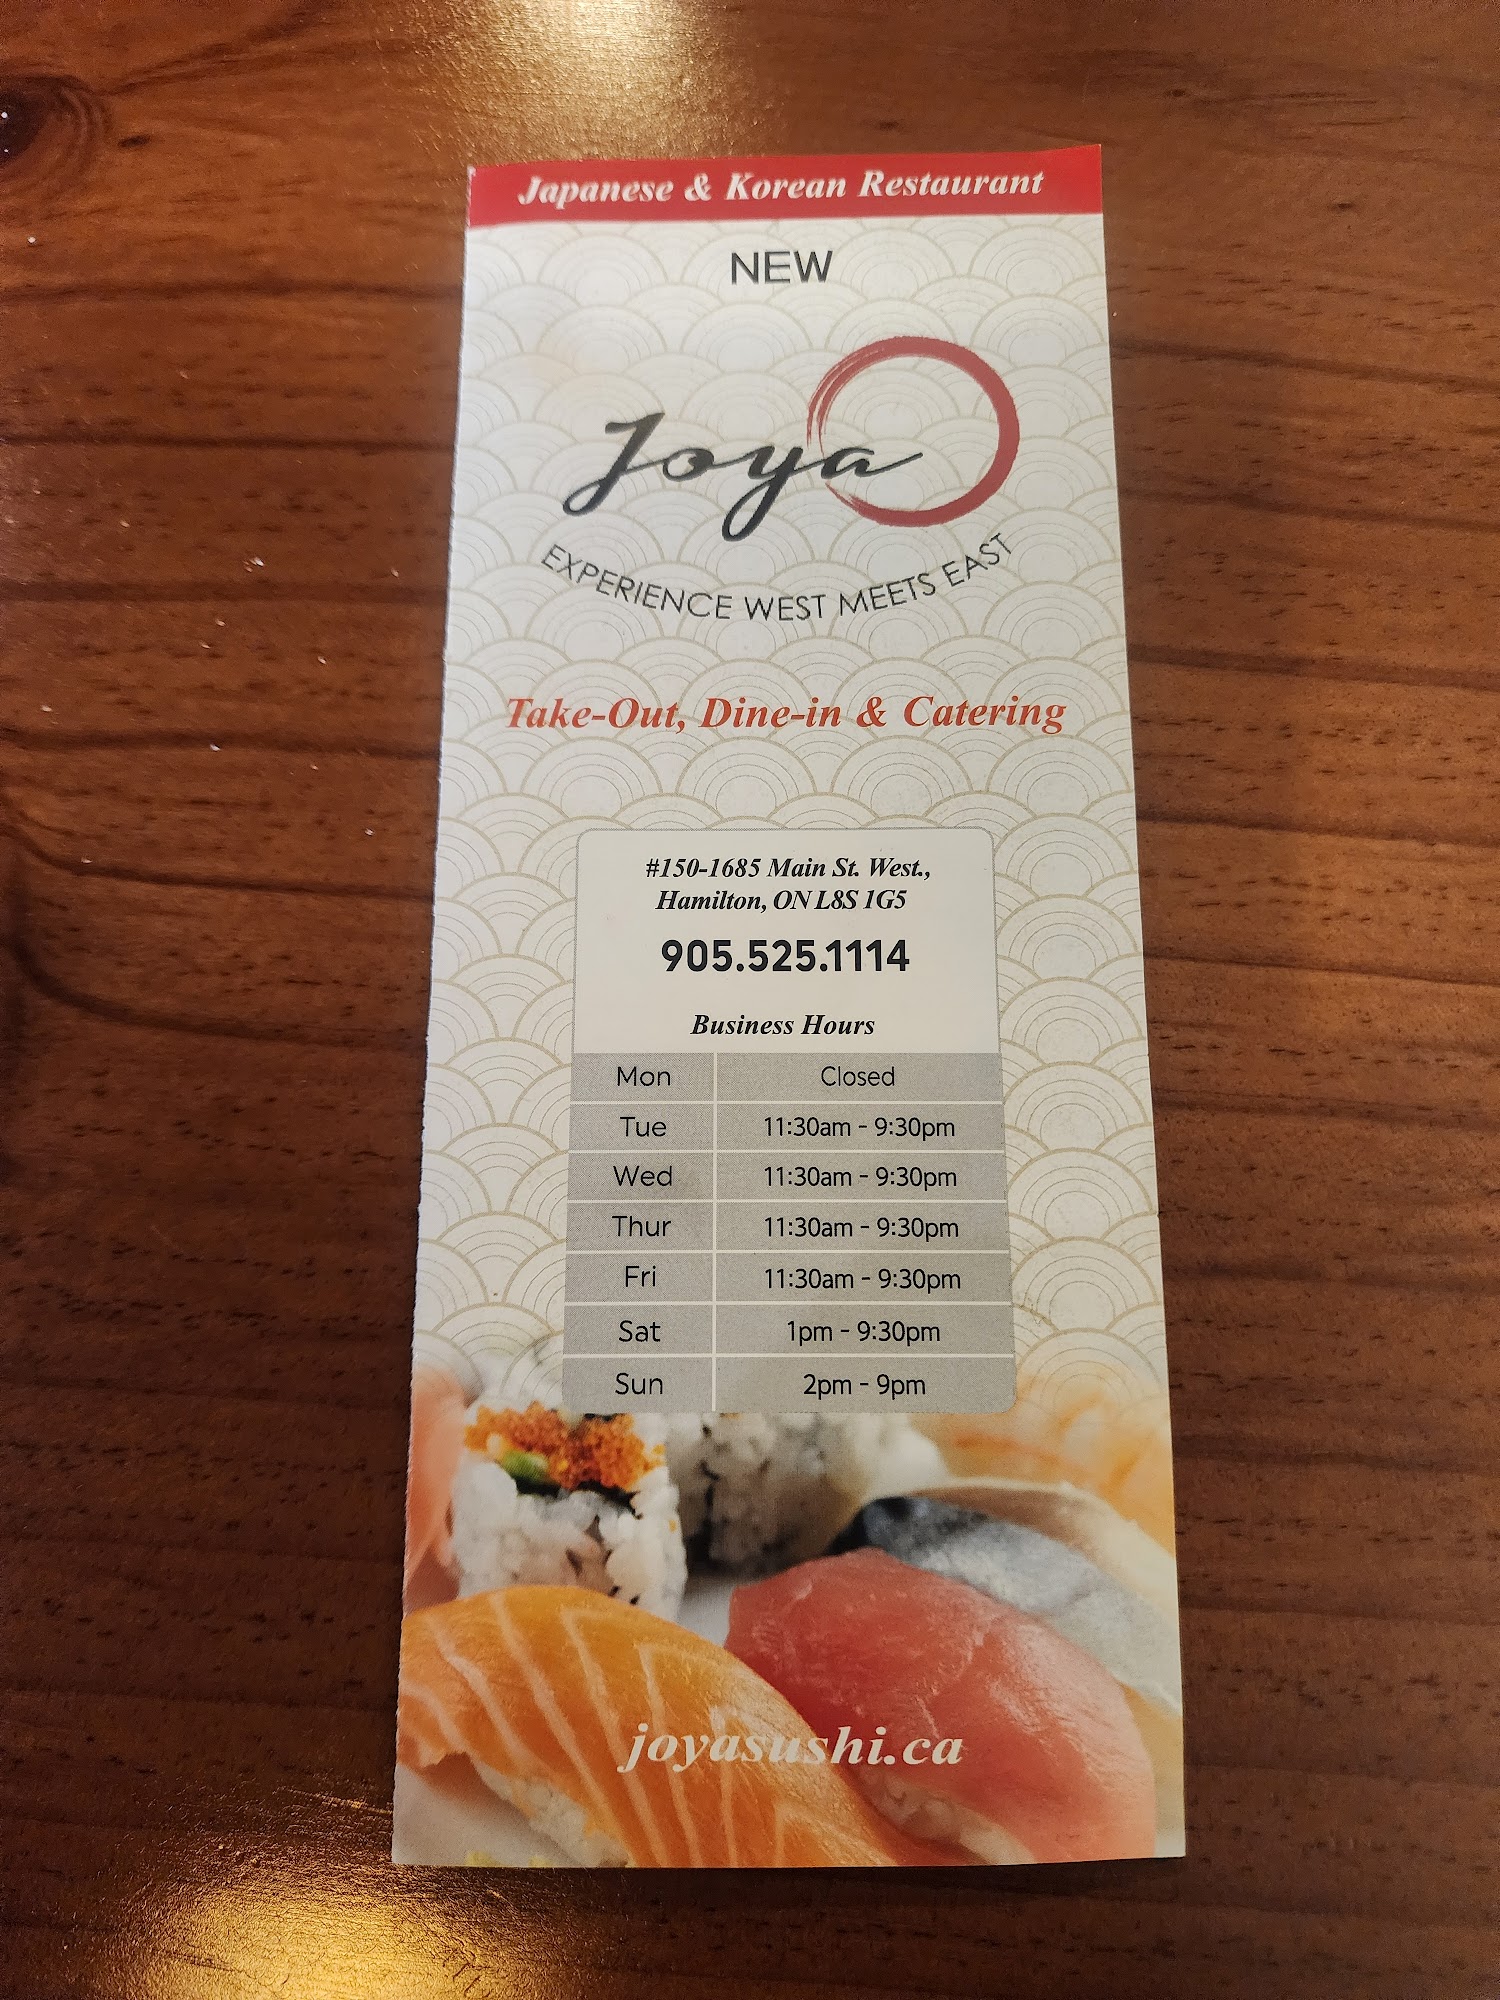 Japanese & Korean Restaurant
NEW
Joya
EXPERIENCE WEST MEETS EAST
Take-Out, Dine-in & Catering
#150-1685 Main St. West.,
Hamilton, ON L8S 1G5
905.525.1114
Business Hours
Mon Closed
Tue 11:30am - 9:30pm
Wed 11:30am - 9:30pm
Thur 11:30am - 9:30pm
Fri 11:30am - 9:30pm
Sat 1pm - 9:30pm
Sun 2pm - 9pm
joyasushi.ca